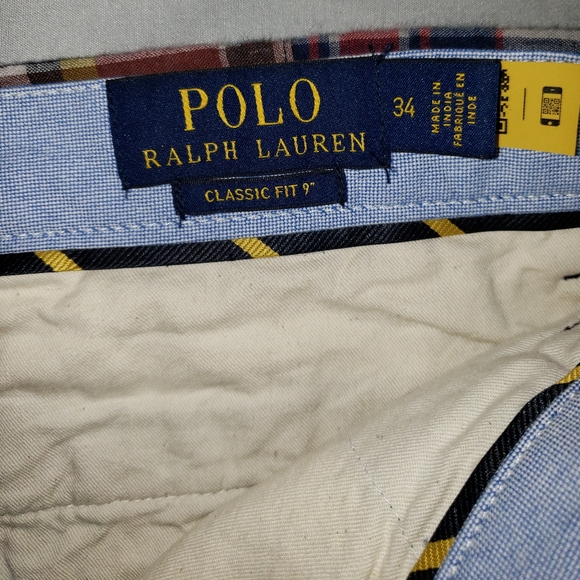 POLO
RALPH LAUREN
CLASSIC FIT 9"
34
MADE IN
INDIA
FABRIQUÉ EN
INDE